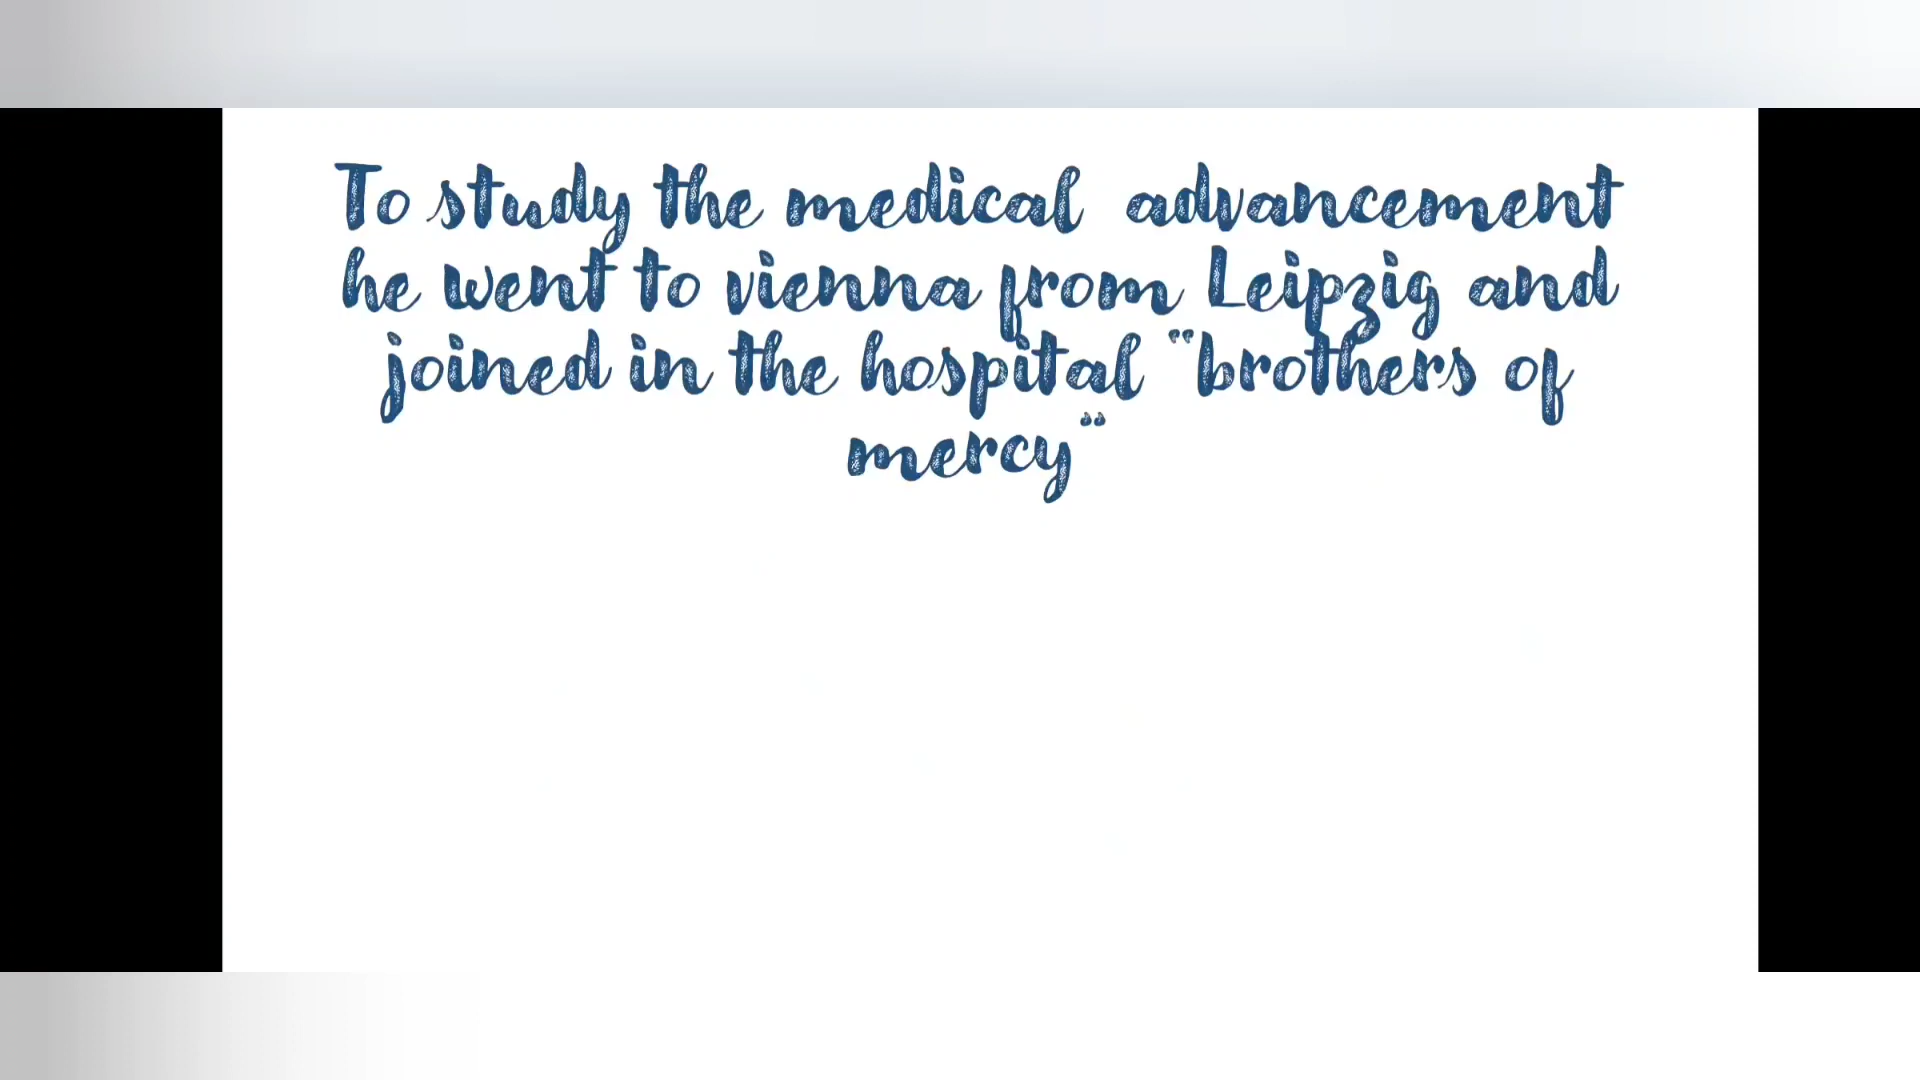 To study the medical advancement
he went to vienna from Leipzig and
joined in the hospital "brothers of
mercy"